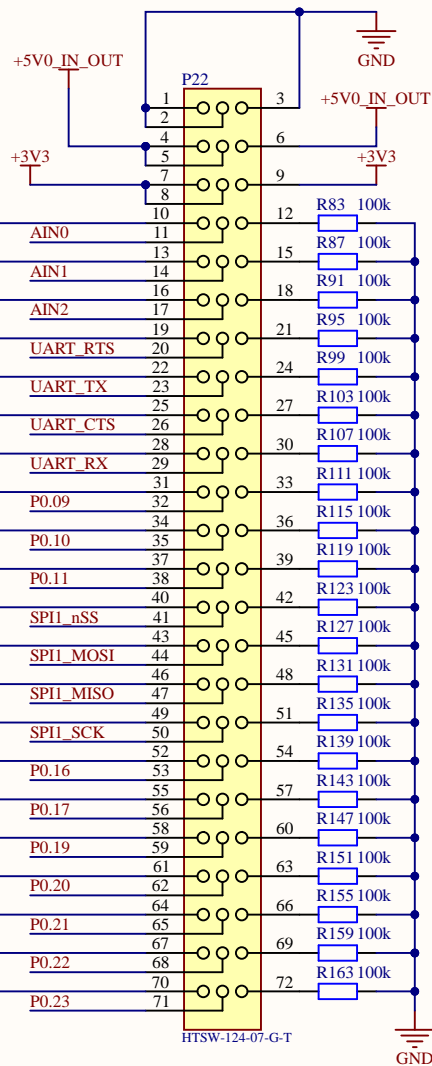 GND
+5V0_IN_OUT
P22
1 3 +5V0_IN_OUT
2
4 6
5
+3V3 7 9 +3V3
8
10 12 R83 100k
AIN0 11
13 15 R87 100k
AIN1 14
16 18 R91 100k
AIN2 17
19 21 R95 100k
UART_RTS 20
22 24 R99 100k
UART_TX 23
25 27 R103 100k
UART_CTS 26
28 30 R107 100k
UART_RX 29
31 33 R111 100k
P0.09 32
34 36 R115 100k
P0.10 35
37 39 R119 100k
P0.11 38
40 42 R123 100k
SPI1_nSS 41
43 45 R127 100k
SPI1_MOSI 44
46 48 R131 100k
SPI1_MISO 47
49 51 R135 100k
SPI1_SCK 50
52 54 R139 100k
P0.16 53
55 57 R143 100k
P0.17 56
58 60 R147 100k
P0.19 59
61 63 R151 100k
P0.20 62
64 66 R155 100k
P0.21 65
67 69 R159 100k
P0.22 68
70 72 R163 100k
P0.23 71
HTSW-124-07-G-T
GND